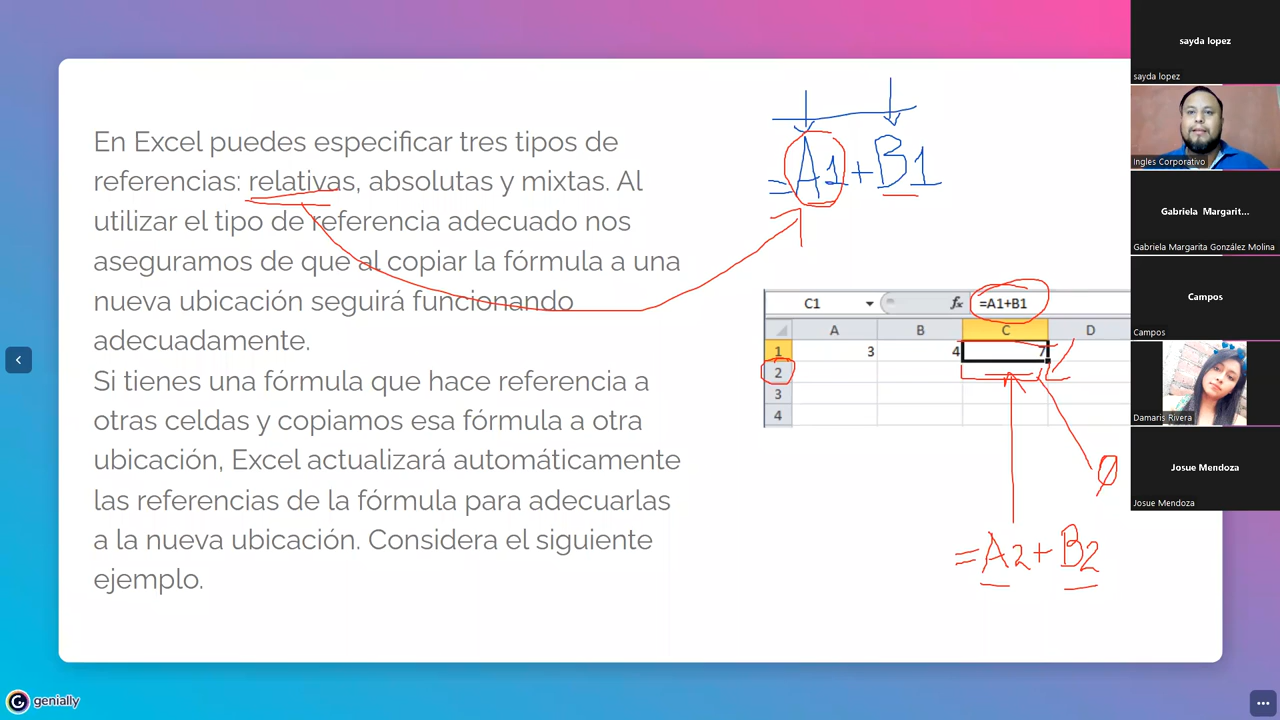 En Excel puedes especificar tres tipos de
referencias: relativas, absolutas y mixtas. Al
utilizar el tipo de referencia adecuado nos
aseguramos de que al copiar la fórmula a una
nueva ubicación seguirá funcionando
adecuadamente.
Si tienes una fórmula que hace referencia a
otras celdas y copiamos esa fórmula a otra
ubicación, Excel actualizará automáticamente
las referencias de la fórmula para adecuarlas
a la nueva ubicación. Considera el siguiente
ejemplo.
=A1+B1
C1 fx =A1+B1
A B C D
1 3 4 7
2
3
4
Ø
=A2+B2
sayda lopez
sayda lopez
Ingles Corporativo
Gabriela Margarit...
Gabriela Margarita González Molina
Campos
Campos
Damaris Rivera
Josue Mendoza
Josue Mendoza
genially